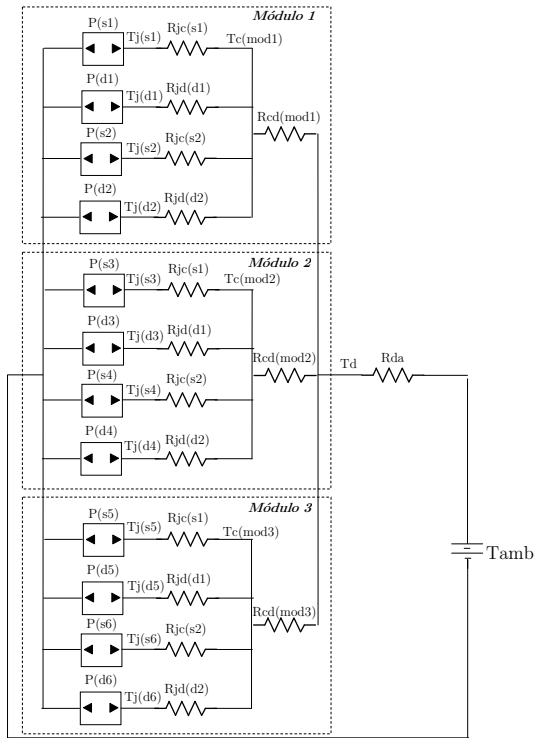 Módulo 1
P(s1)
Tj(s1)
Rjc(s1)
Tc(mod1)
P(d1)
Tj(d1)
Rjd(d1)
Rcd(mod1)
P(s2)
Tj(s2)
Rjc(s2)
P(d2)
Tj(d2)
Rjd(d2)
Módulo 2
P(s3)
Tj(s3)
Rjc(s1)
Tc(mod2)
P(d3)
Tj(d3)
Rjd(d1)
Rcd(mod2)
Td
Rda
P(s4)
Tj(s4)
Rjc(s2)
P(d4)
Tj(d4)
Rjd(d2)
Módulo 3
P(s5)
Tj(s5)
Rjc(s1)
Tc(mod3)
Tamb
P(d5)
Tj(d5)
Rjd(d1)
Rcd(mod3)
P(s6)
Tj(s6)
Rjc(s2)
P(d6)
Tj(d6)
Rjd(d2)